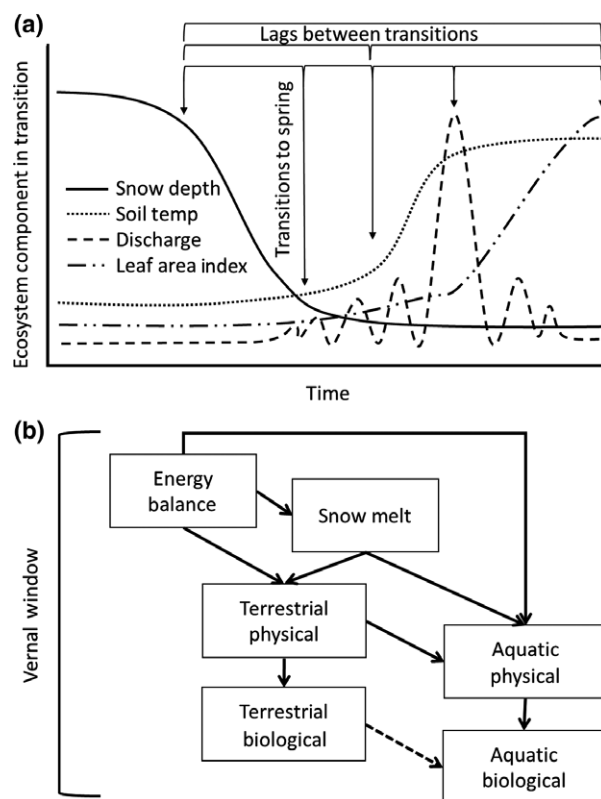 (a)
Lags between transitions
Ecosystem component in transition
Transitions to spring
Snow depth
Soil temp
Discharge
Leaf area index
Time
(b)
Vernal window
Energy
balance
Snow melt
Terrestrial
physical
Aquatic
physical
Terrestrial
biological
Aquatic
biological